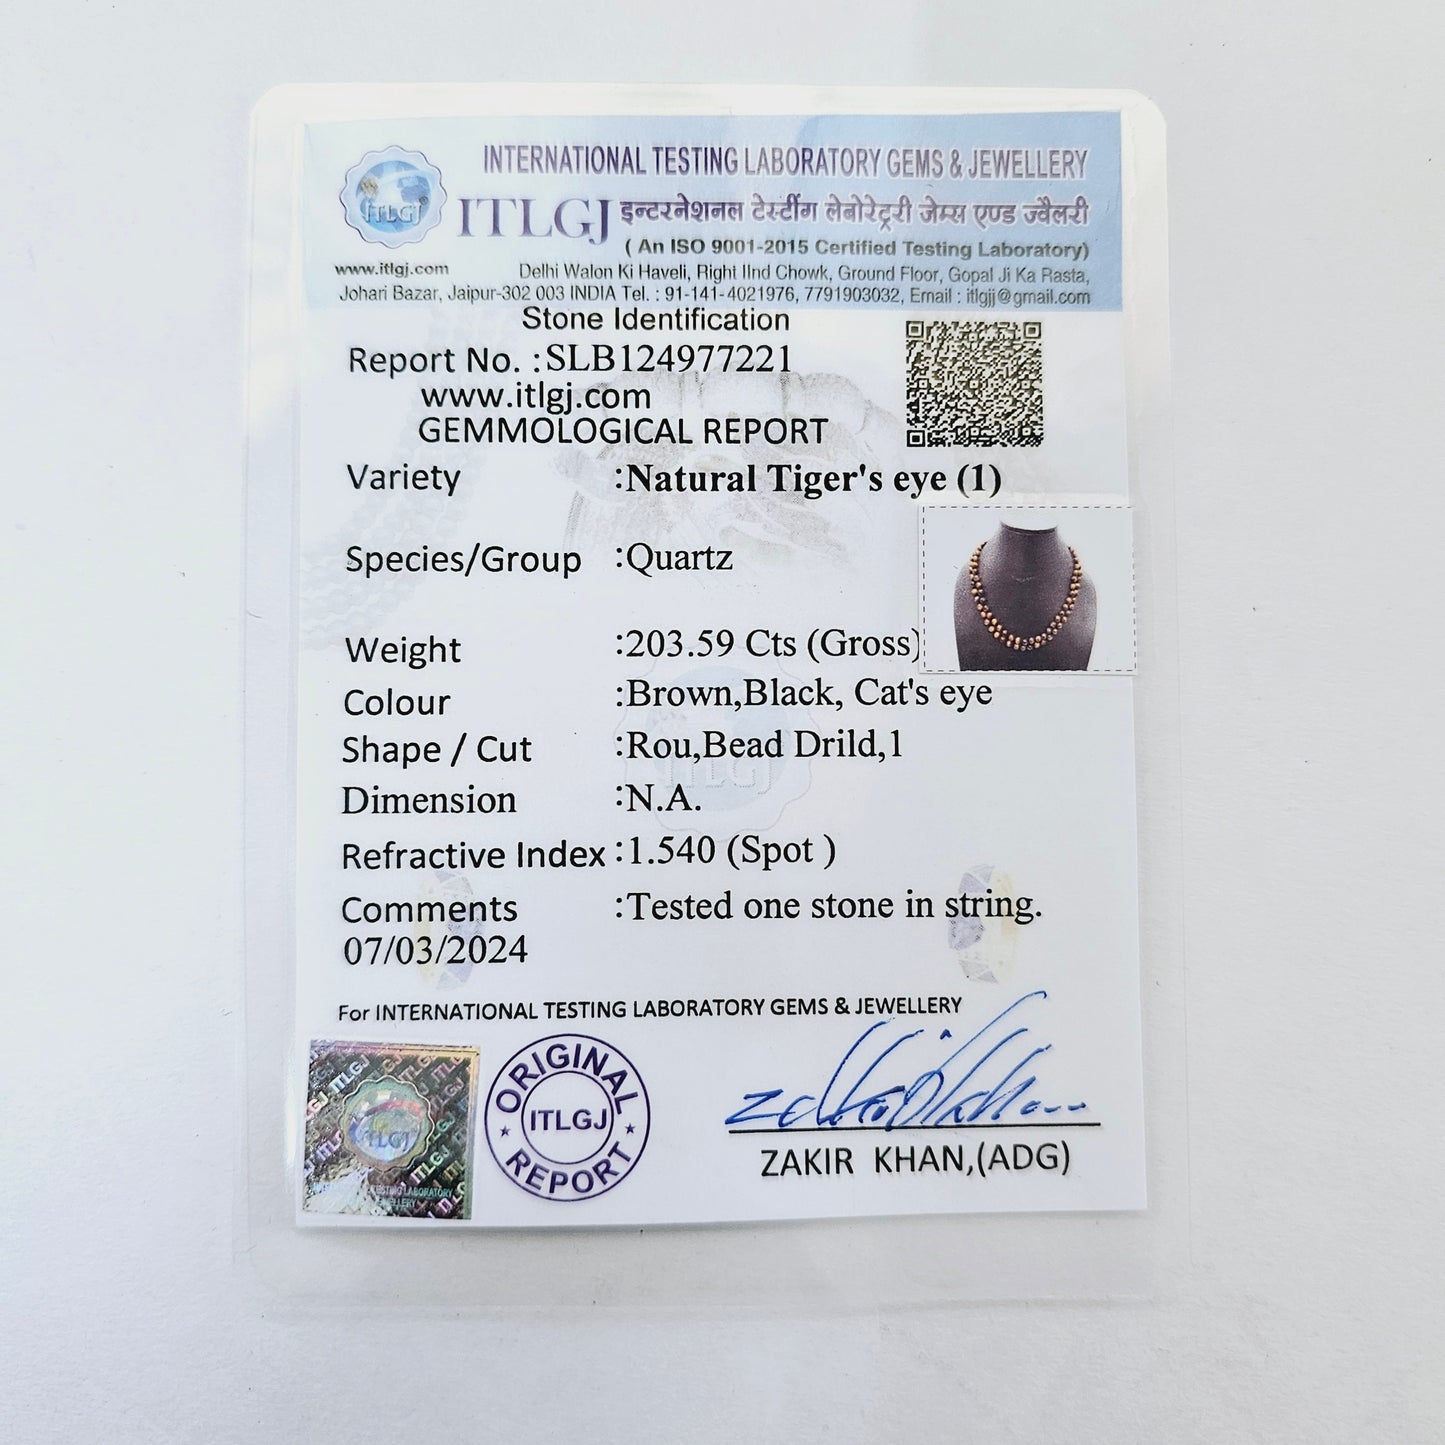 INTERNATIONAL TESTING LABORATORY GEMS & JEWELLERY
ITLGJ
ITLGJ इन्टरनेशनल टेस्टींग लेबोरेट्ररी जेम्स एण्ड ज्वैलरी
( An ISO 9001-2015 Certified Testing Laboratory)
www.itlgj.com Delhi Walon Ki Haveli, Right IInd Chowk, Ground Floor, Gopal Ji Ka Rasta,
Johari Bazar, Jaipur-302 003 INDIA Tel. : 91-141-4021976, 7791903032, Email : itlgjj@gmail.com
Stone Identification
Report No. :SLB124977221
www.itlgj.com
GEMMOLOGICAL REPORT
Variety :Natural Tiger's eye (1)
Species/Group :Quartz
Weight :203.59 Cts (Gross)
Colour :Brown,Black, Cat's eye
Shape / Cut :Rou,Bead Drild,1
Dimension :N.A.
Refractive Index :1.540 (Spot )
Comments :Tested one stone in string.
07/03/2024
For INTERNATIONAL TESTING LABORATORY GEMS & JEWELLERY
ITLGJ
ORIGINAL
ITLGJ
REPORT
ZAKIR KHAN,(ADG)